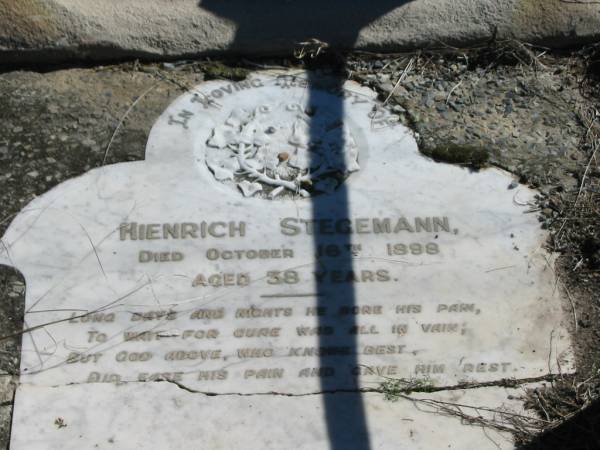 In Loving Memory of
Hienrich Stegemann,
Died October 16th 1898
Aged 38 Years.
Long days and nights he bore his pain,
To wait for cure was all in vain;
But God above, who knows best,
Did ease his pain and gave him rest.